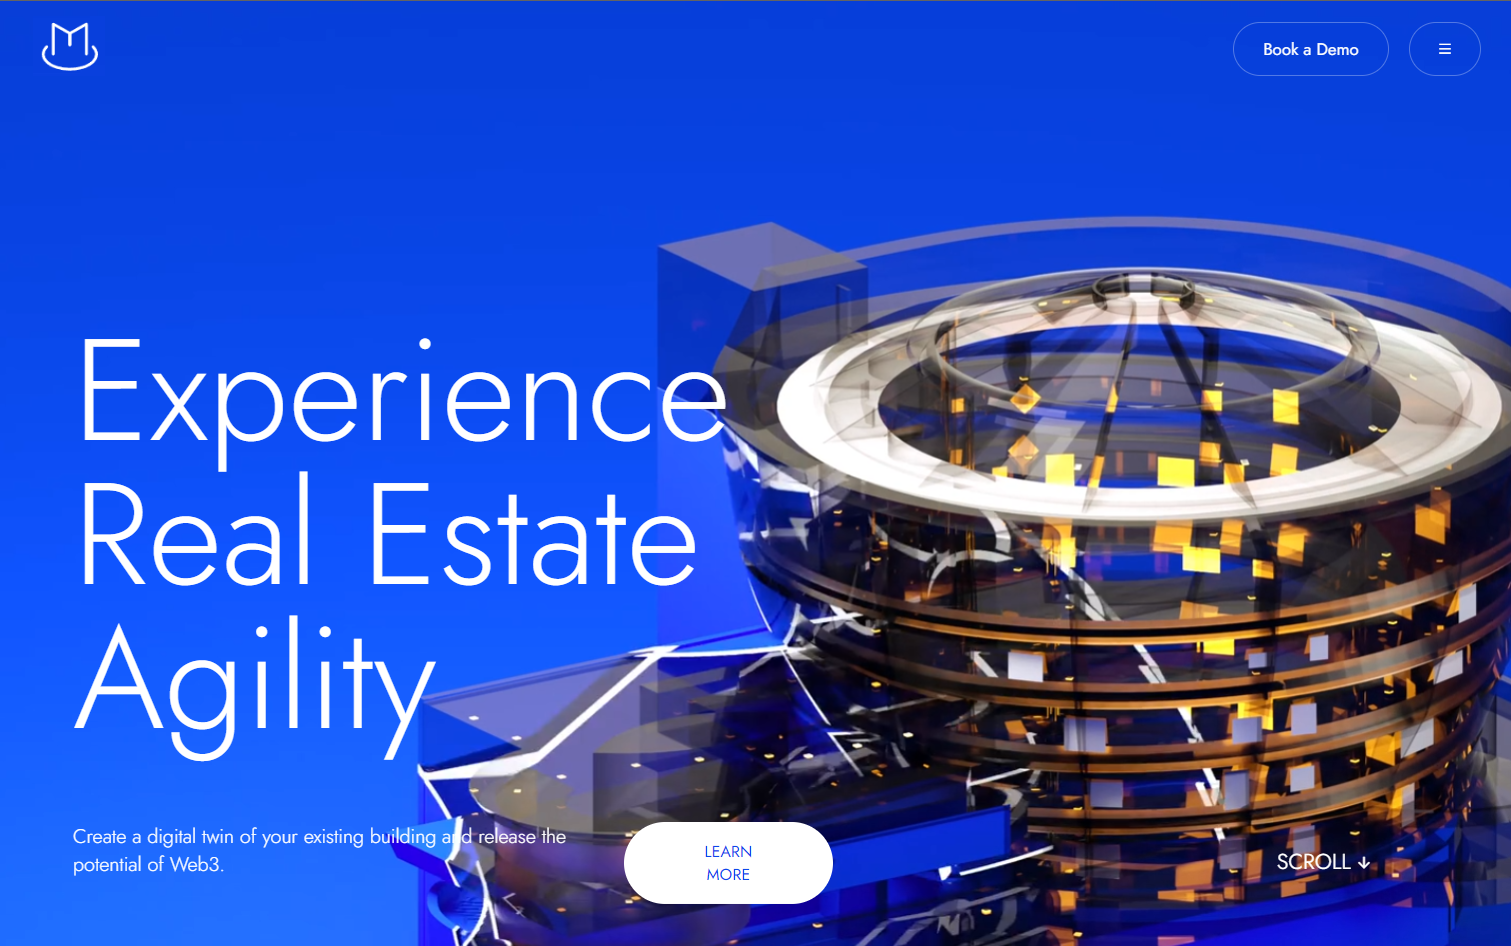 Book a Demo
Experience
Real Estate
Agility
Create a digital twin of your existing building and release the
potential of Web3.
LEARN
MORE
SCROLL ↓